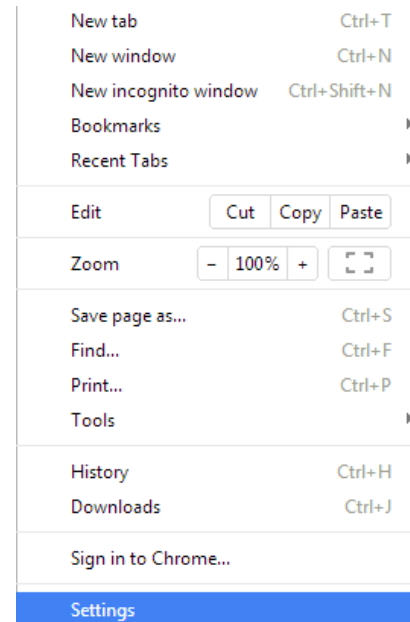 New tab Ctrl+T
New window Ctrl+N
New incognito window Ctrl+Shift+N
Bookmarks
Recent Tabs
Edit Cut Copy Paste
Zoom - 100% +
Save page as... Ctrl+S
Find... Ctrl+F
Print... Ctrl+P
Tools
History Ctrl+H
Downloads Ctrl+J
Sign in to Chrome...
Settings